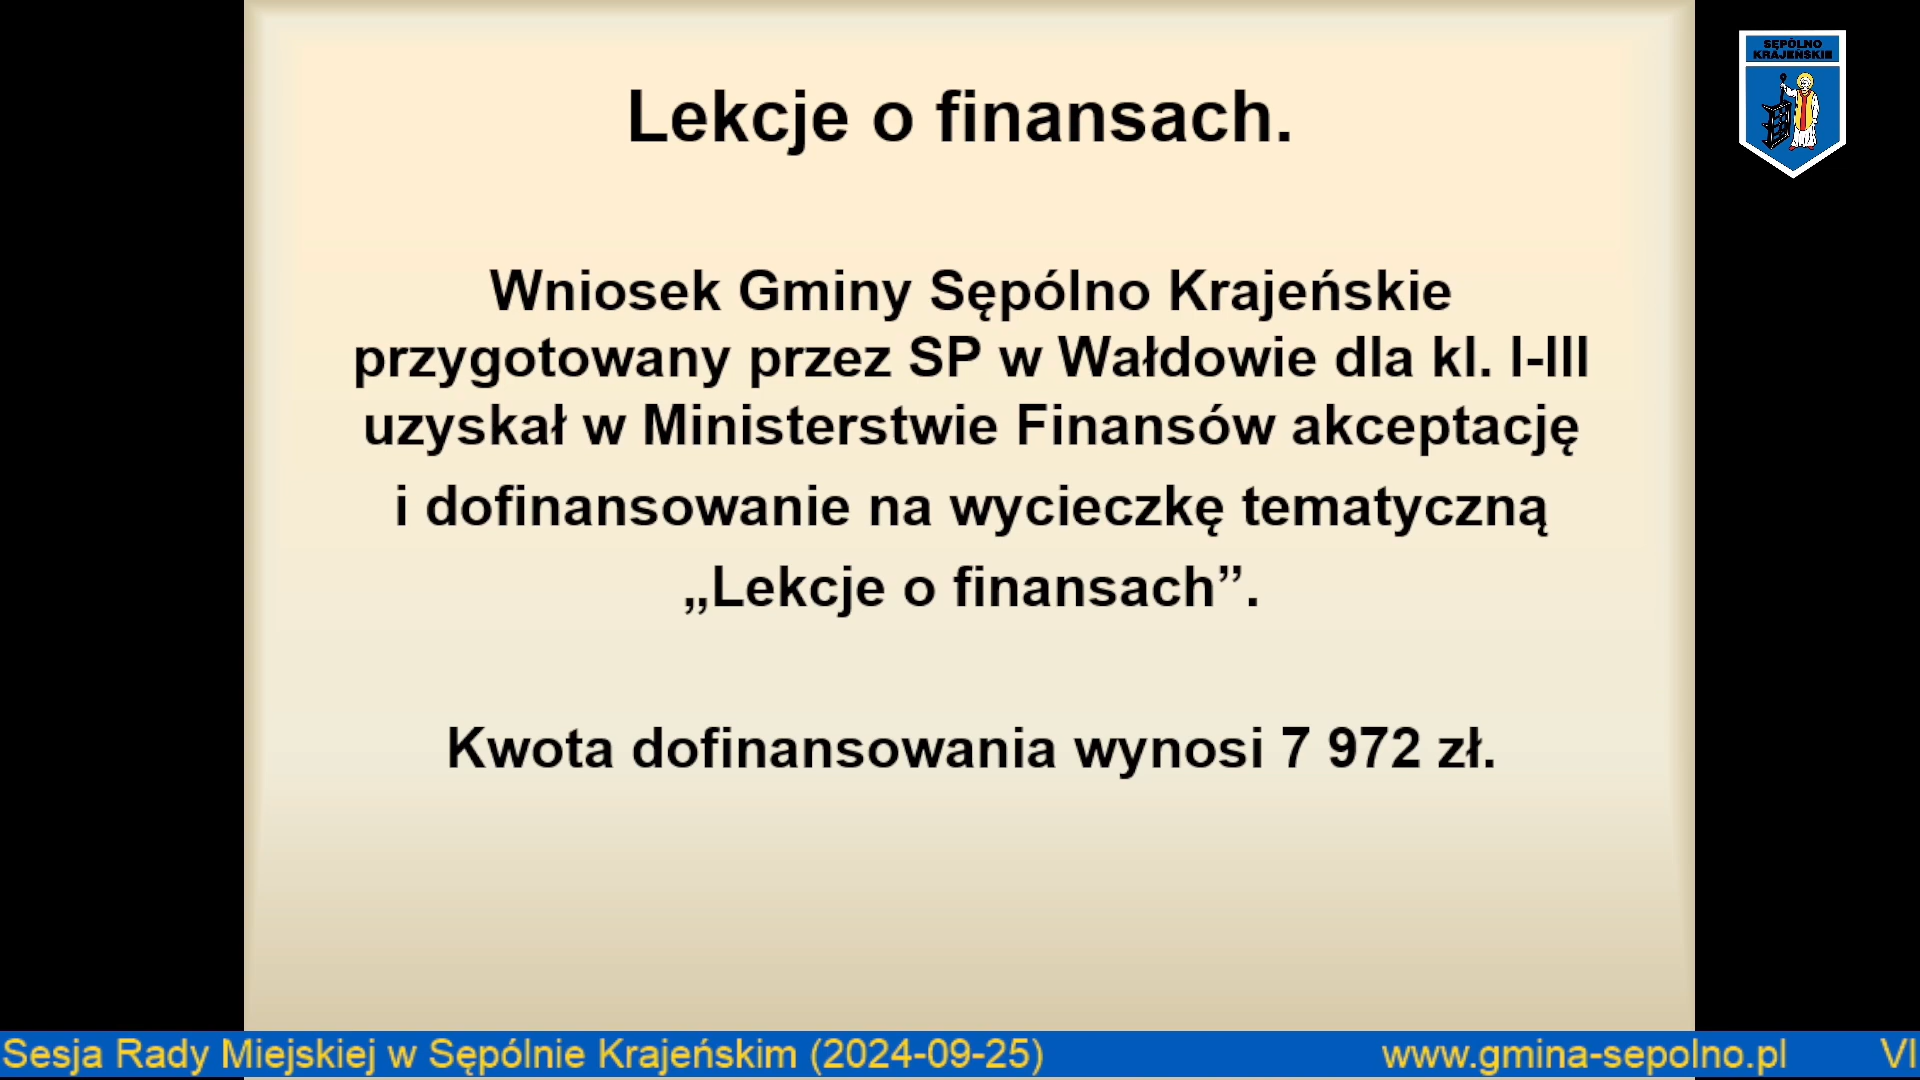 SĘPÓLNO
KRAJEŃSKIE
Lekcje o finansach.
Wniosek Gminy Sępólno Krajeńskie
przygotowany przez SP w Wałdowie dla kl. I-III
uzyskał w Ministerstwie Finansów akceptację
i dofinansowanie na wycieczkę tematyczną
„Lekcje o finansach”.
Kwota dofinansowania wynosi 7 972 zł.
Sesja Rady Miejskiej w Sępólnie Krajeńskim (2024-09-25) www.gmina-sepolno.pl VI